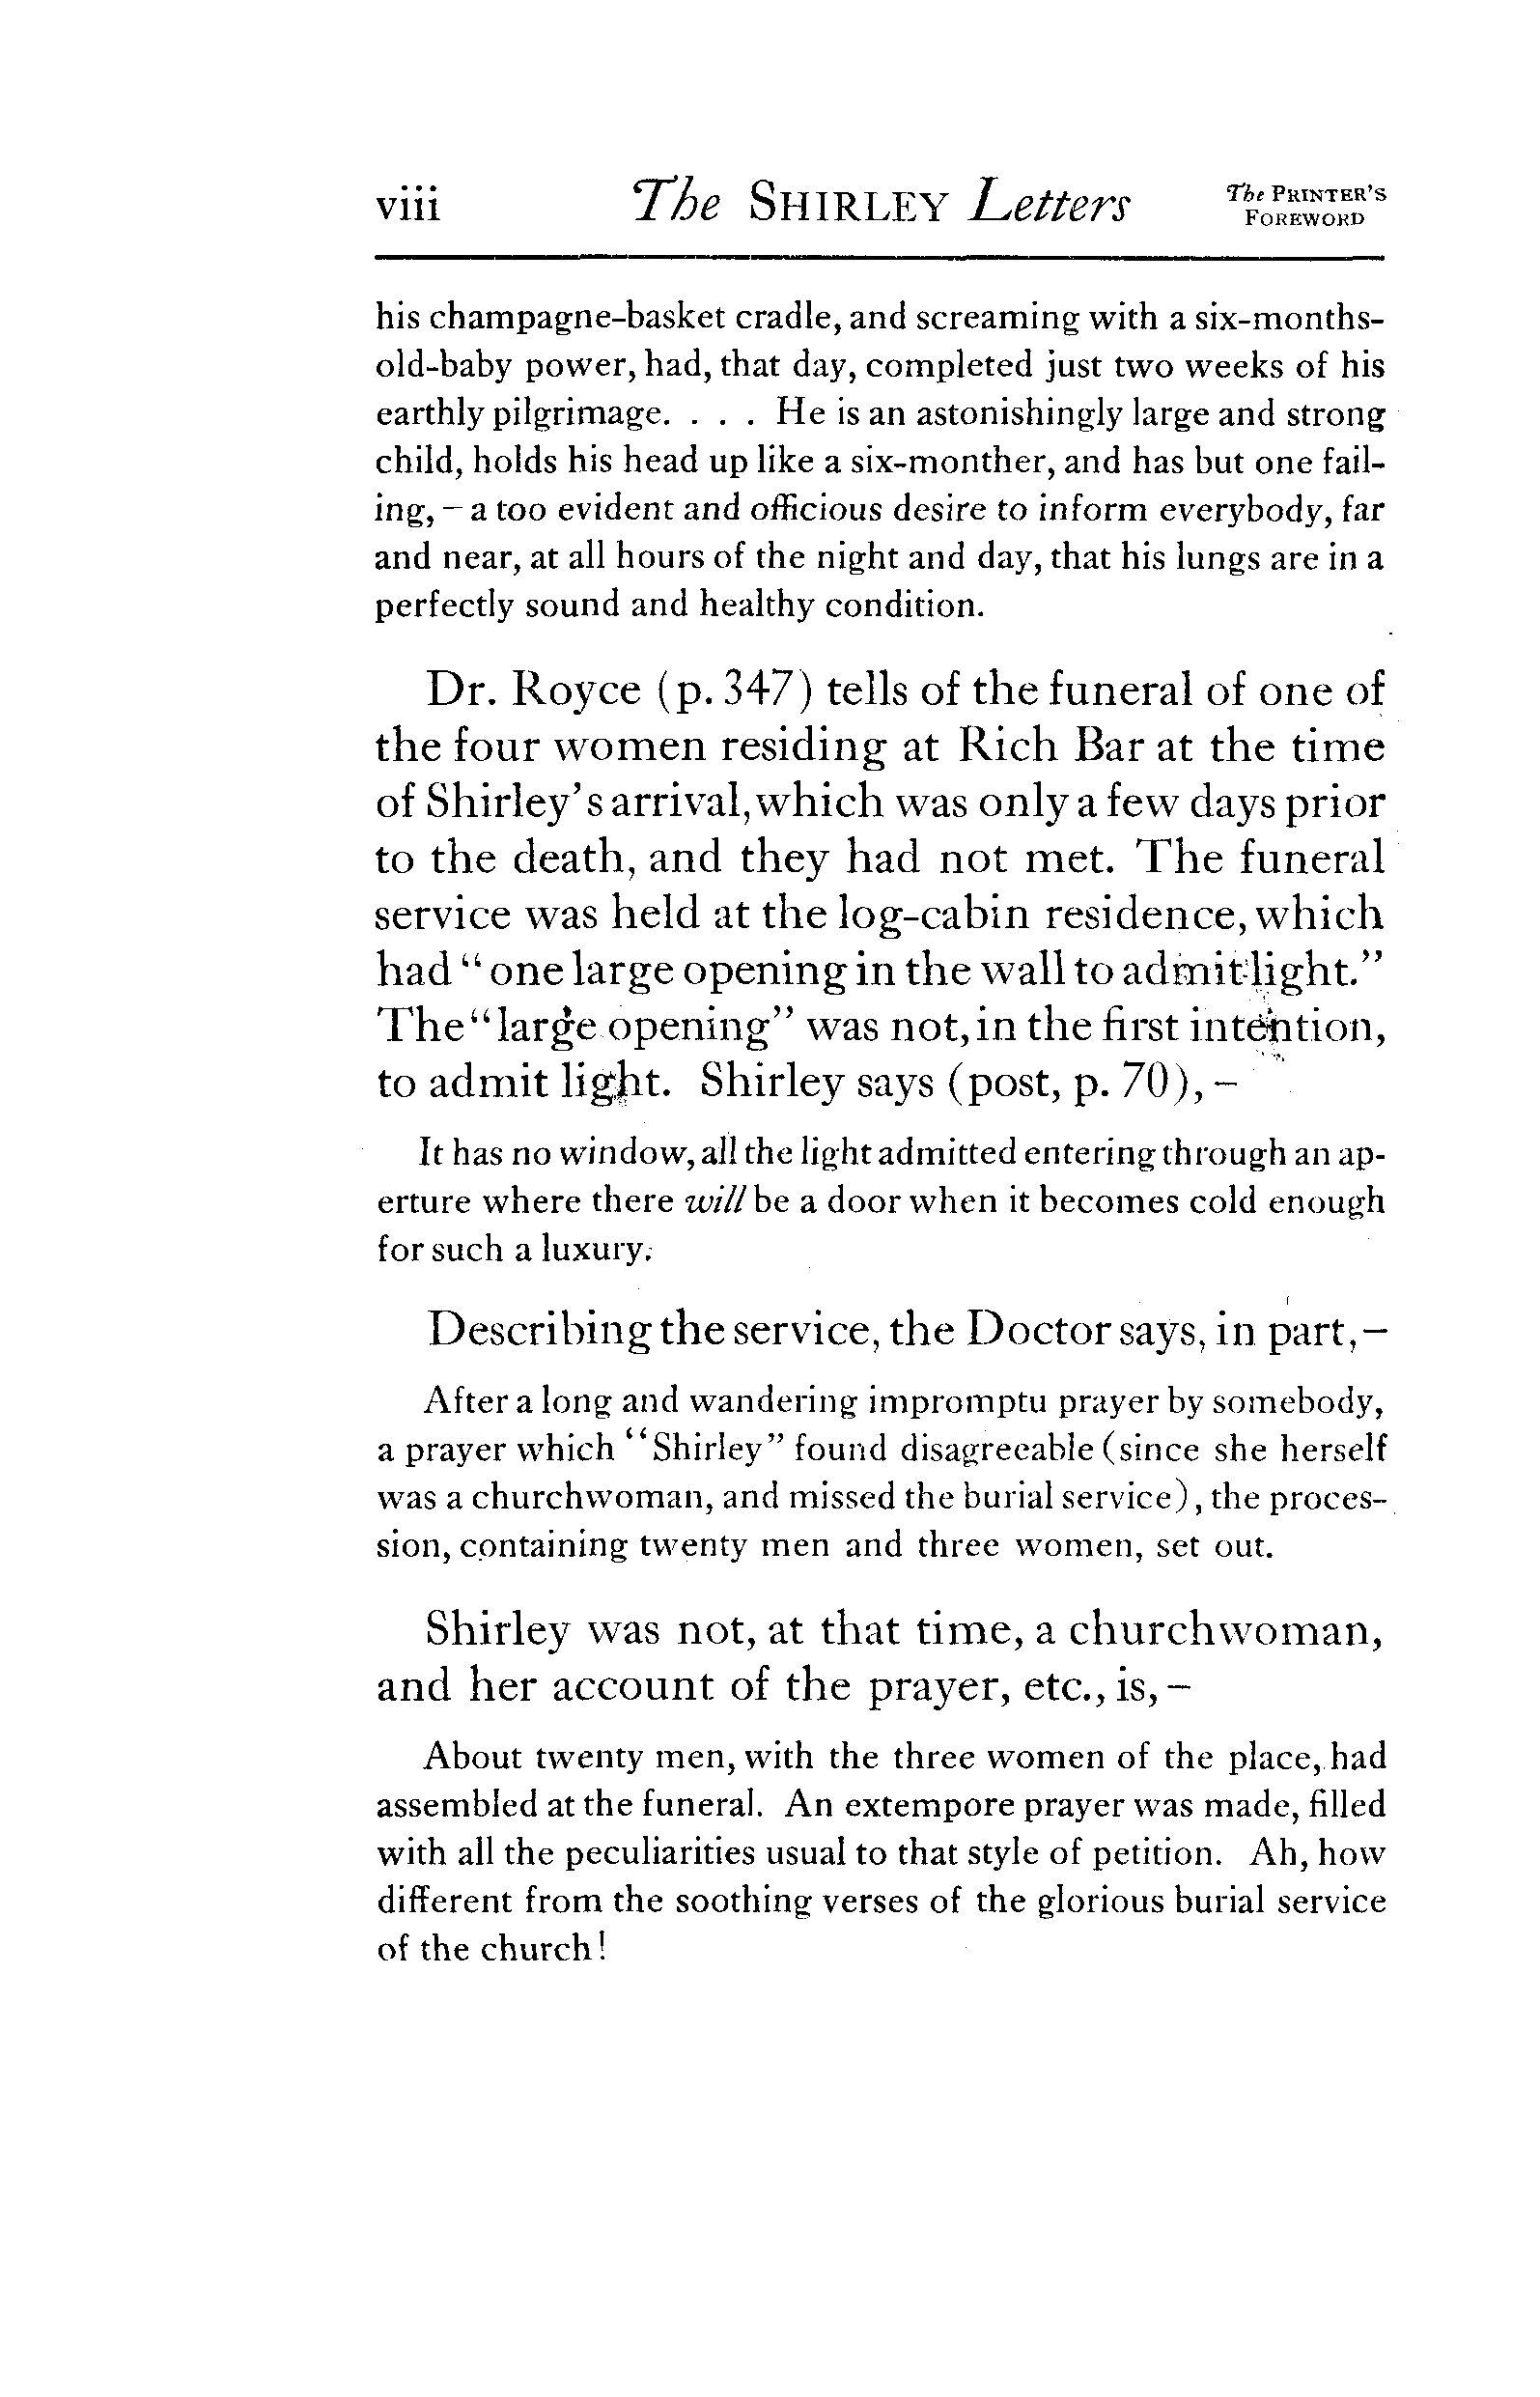 viii The SHIRLEY Letters The PRINTER'S
FOREWORD
his champagne-basket cradle, and screaming with a six-months-
old-baby power, had, that day, completed just two weeks of his
earthly pilgrimage. . . . He is an astonishingly large and strong
child, holds his head up like a six-monther, and has but one fail-
ing, – a too evident and officious desire to inform everybody, far
and near, at all hours of the night and day, that his lungs are in a
perfectly sound and healthy condition.
Dr. Royce (p. 347) tells of the funeral of one of
the four women residing at Rich Bar at the time
of Shirley's arrival, which was only a few days prior
to the death, and they had not met. The funeral
service was held at the log-cabin residence, which
had "one large opening in the wall to admit light."
The "large opening" was not, in the first intention,
to admit light. Shirley says (post, p. 70), –
It has no window, all the light admitted entering through an ap-
erture where there will be a door when it becomes cold enough
for such a luxury.
Describing the service, the Doctor says, in part, –
After a long and wandering impromptu prayer by somebody,
a prayer which "Shirley" found disagreeable (since she herself
was a churchwoman, and missed the burial service), the proces-
sion, containing twenty men and three women, set out.
Shirley was not, at that time, a churchwoman,
and her account of the prayer, etc., is, –
About twenty men, with the three women of the place, had
assembled at the funeral. An extempore prayer was made, filled
with all the peculiarities usual to that style of petition. Ah, how
different from the soothing verses of the glorious burial service
of the church!